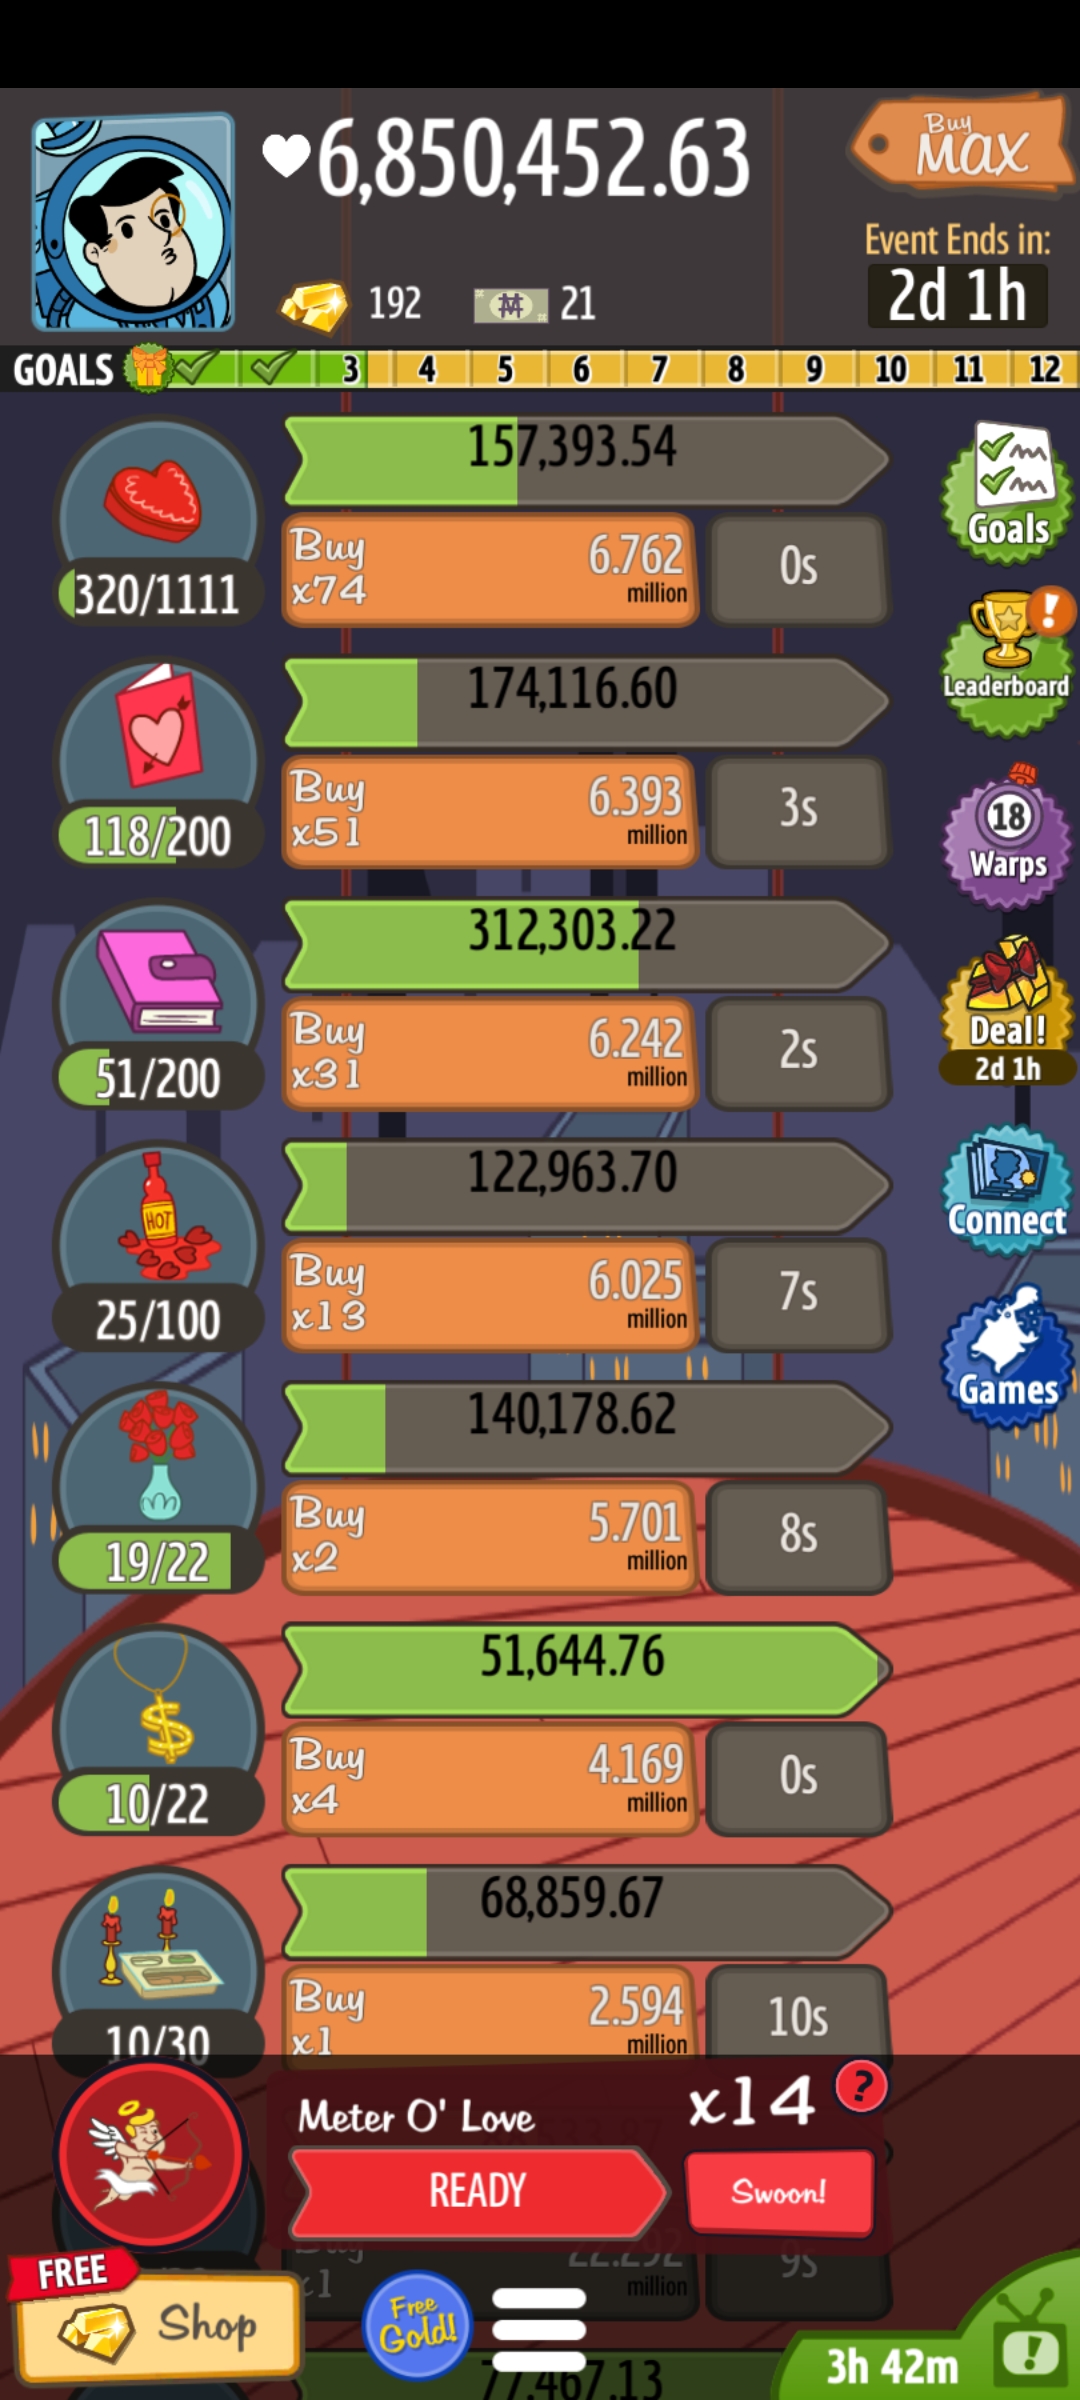 6,850,452.63
Buy
MAX
192
21
Event Ends in:
2d 1h
GOALS 3 4 5 6 7 8 9 10 11 12
157,393.54
Buy
x74
6.762
million
0s
320/1111
Goals
174,116.60
Buy
x51
6.393
million
3s
118/200
!
Leaderboard
312,303.22
Buy
x31
6.242
million
2s
51/200
18
Warps
Deal!
2d 1h
122,963.70
HOT
Buy
x13
6.025
million
7s
25/100
Connect
140,178.62
Buy
x2
5.701
million
8s
19/22
Games
51,644.76
$
Buy
x4
4.169
million
0s
10/22
68,859.67
Buy
x1
2.594
million
10s
10/30
Meter O' Love
x14
?
READY
Swoon!
Buy
x1
22.292
million
9s
FREE
Shop
Free
Gold!
77,467.13
3h 42m
!